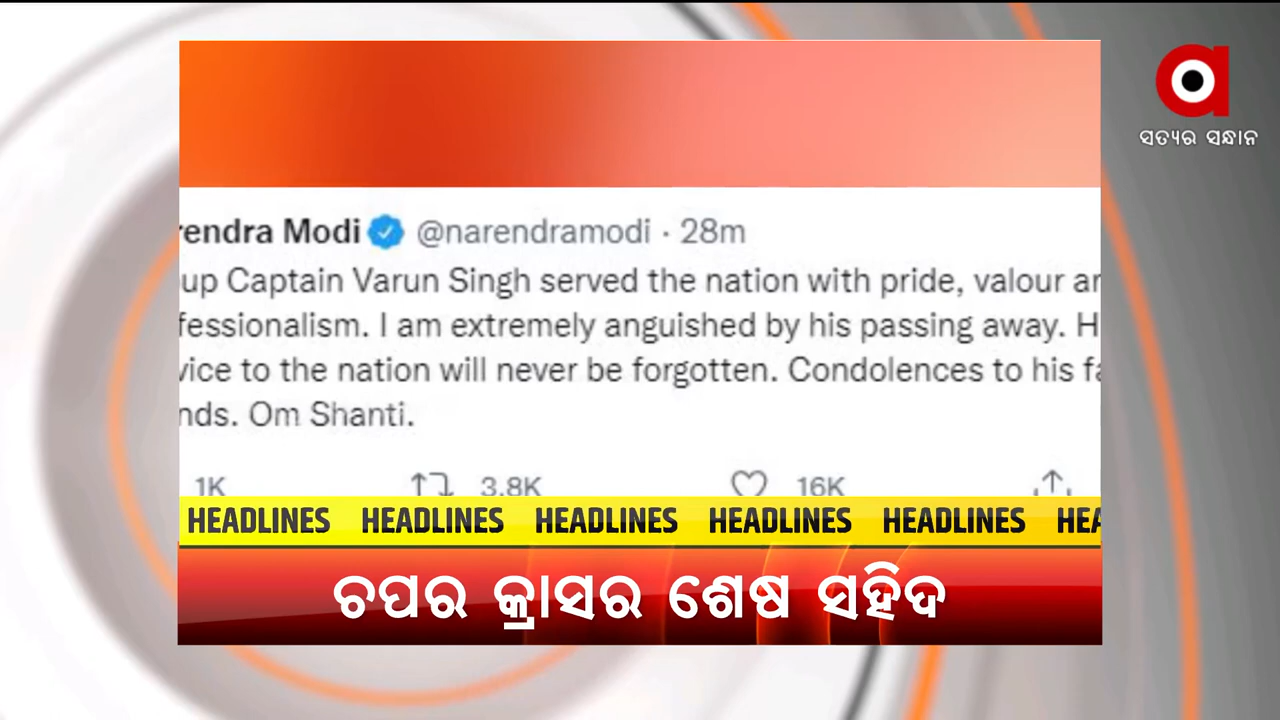 ସତ୍ୟର ସନ୍ଧାନ
rendra Modi @narendramodi · 28m
up Captain Varun Singh served the nation with pride, valour ar
fessionalism. I am extremely anguished by his passing away. H
vice to the nation will never be forgotten. Condolences to his fa
nds. Om Shanti.
1K 3.8K 16K
HEADLINES HEADLINES HEADLINES HEADLINES HEADLINES HEA
ଚପର କ୍ରାସର ଶେଷ ସହିଦ